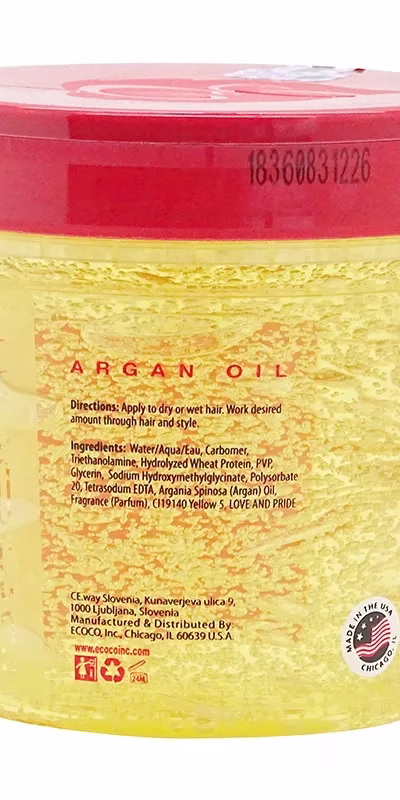 18360831226
ARGAN OIL
Directions: Apply to dry or wet hair. Work desired
amount through hair and style.
Ingredients: Water/Aqua/Eau, Carbomer,
Triethanolamine, Hydrolyzed Wheat Protein, PVP,
Glycerin, Sodium Hydroxymethylglycinate, Polysorbate
20, Tetrasodum EDTA, Argania Spinosa (Argan) Oil,
Fragrance (Parfum), CI19140 Yellow 5, LOVE AND PRIDE
CE.way Slovenia, Kunaverjeva ulica 9,
1000 Ljubljana, Slovenia
Manufactured & Distributed By:
ECOCO, Inc., Chicago, IL 60639 U.S.A.
www.ecocoinc.com
24M
MADE IN THE USA
CHICAGO, IL